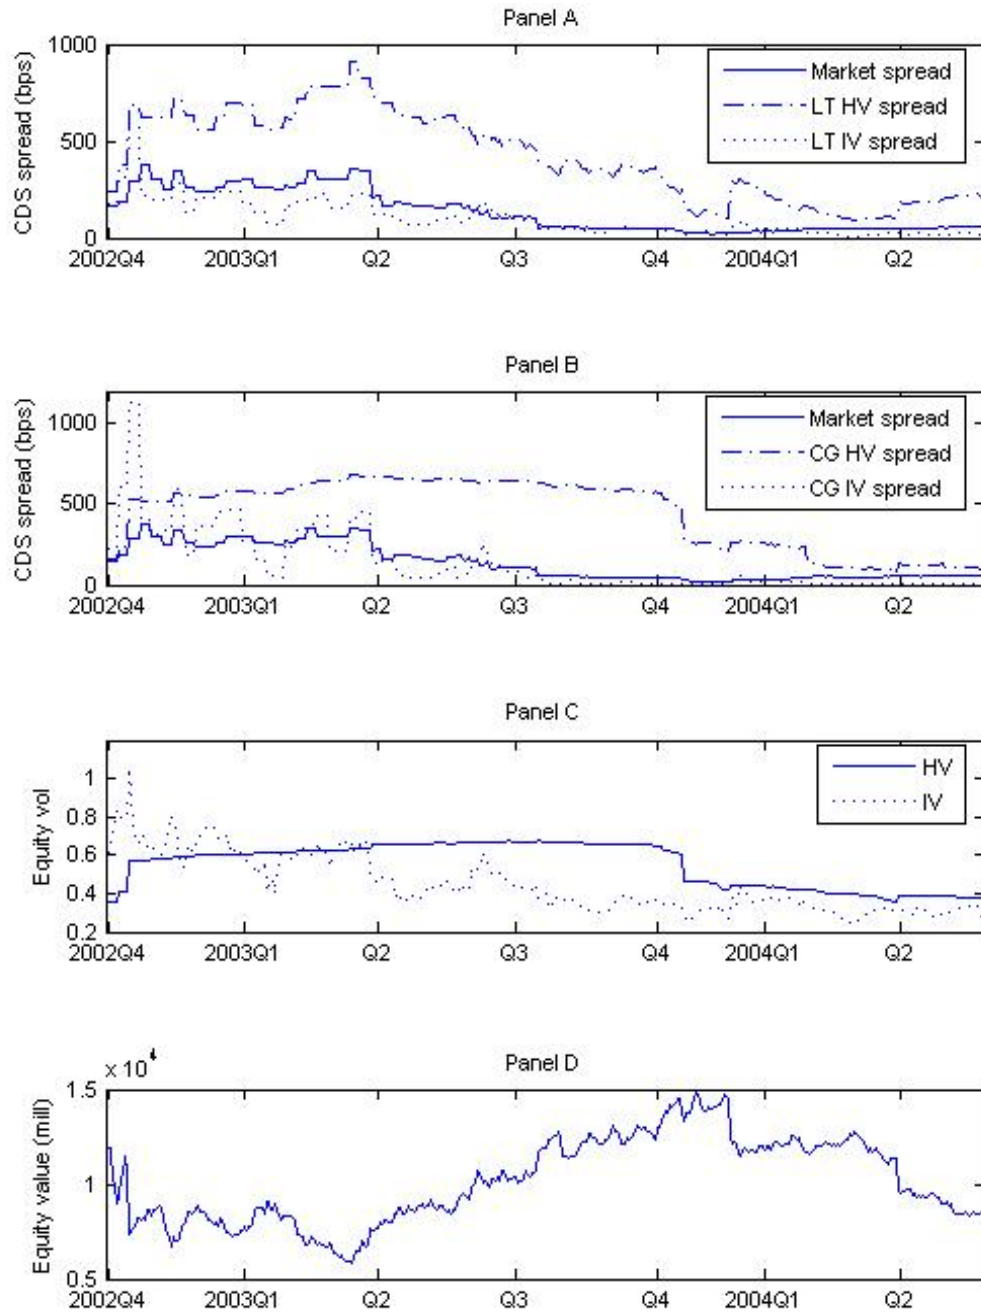 Panel A
CDS spread (bps)
1000
500
0
Market spread
LT HV spread
LT IV spread
2002Q4 2003Q1 Q2 Q3 Q4 2004Q1 Q2
Panel B
CDS spread (bps)
1000
500
0
Market spread
CG HV spread
CG IV spread
2002Q4 2003Q1 Q2 Q3 Q4 2004Q1 Q2
Panel C
Equity vol
1
0.8
0.6
0.4
0.2
HV
IV
2002Q4 2003Q1 Q2 Q3 Q4 2004Q1 Q2
Panel D
x 10⁴
Equity value (mill)
1.5
1
0.5
2002Q4 2003Q1 Q2 Q3 Q4 2004Q1 Q2